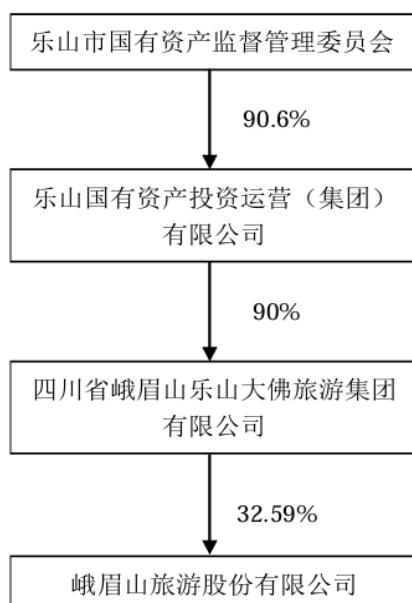 乐山市国有资产监督管理委员会
90.6%
乐山国有资产投资运营（集团）
有限公司
90%
四川省峨眉山乐山大佛旅游集团
有限公司
32.59%
峨眉山旅游股份有限公司